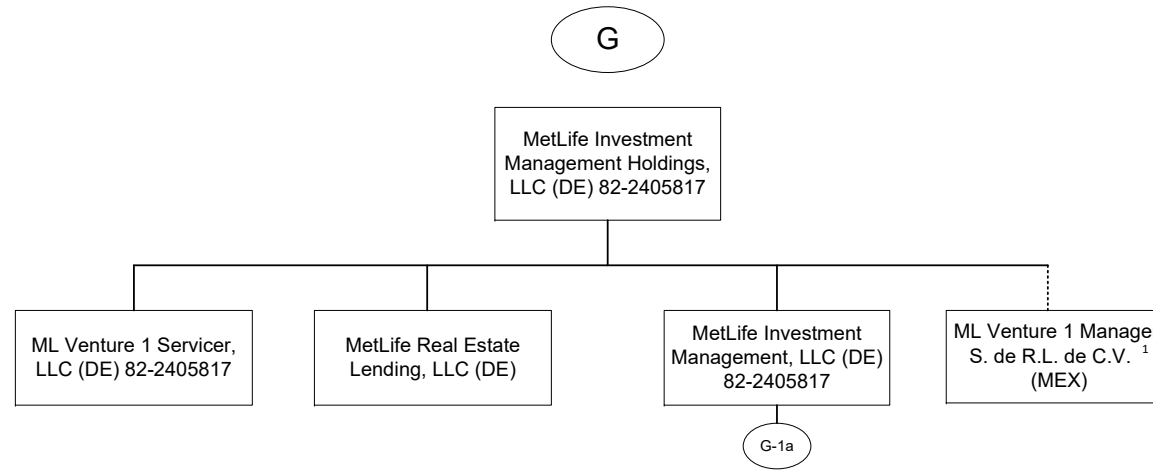 G
MetLife Investment
Management Holdings,
LLC (DE) 82-2405817
ML Venture 1 Servicer,
LLC (DE) 82-2405817
MetLife Real Estate
Lending, LLC (DE)
MetLife Investment
Management, LLC (DE)
82-2405817
ML Venture 1 Manage
S. de R.L. de C.V. 1
(MEX)
G-1a